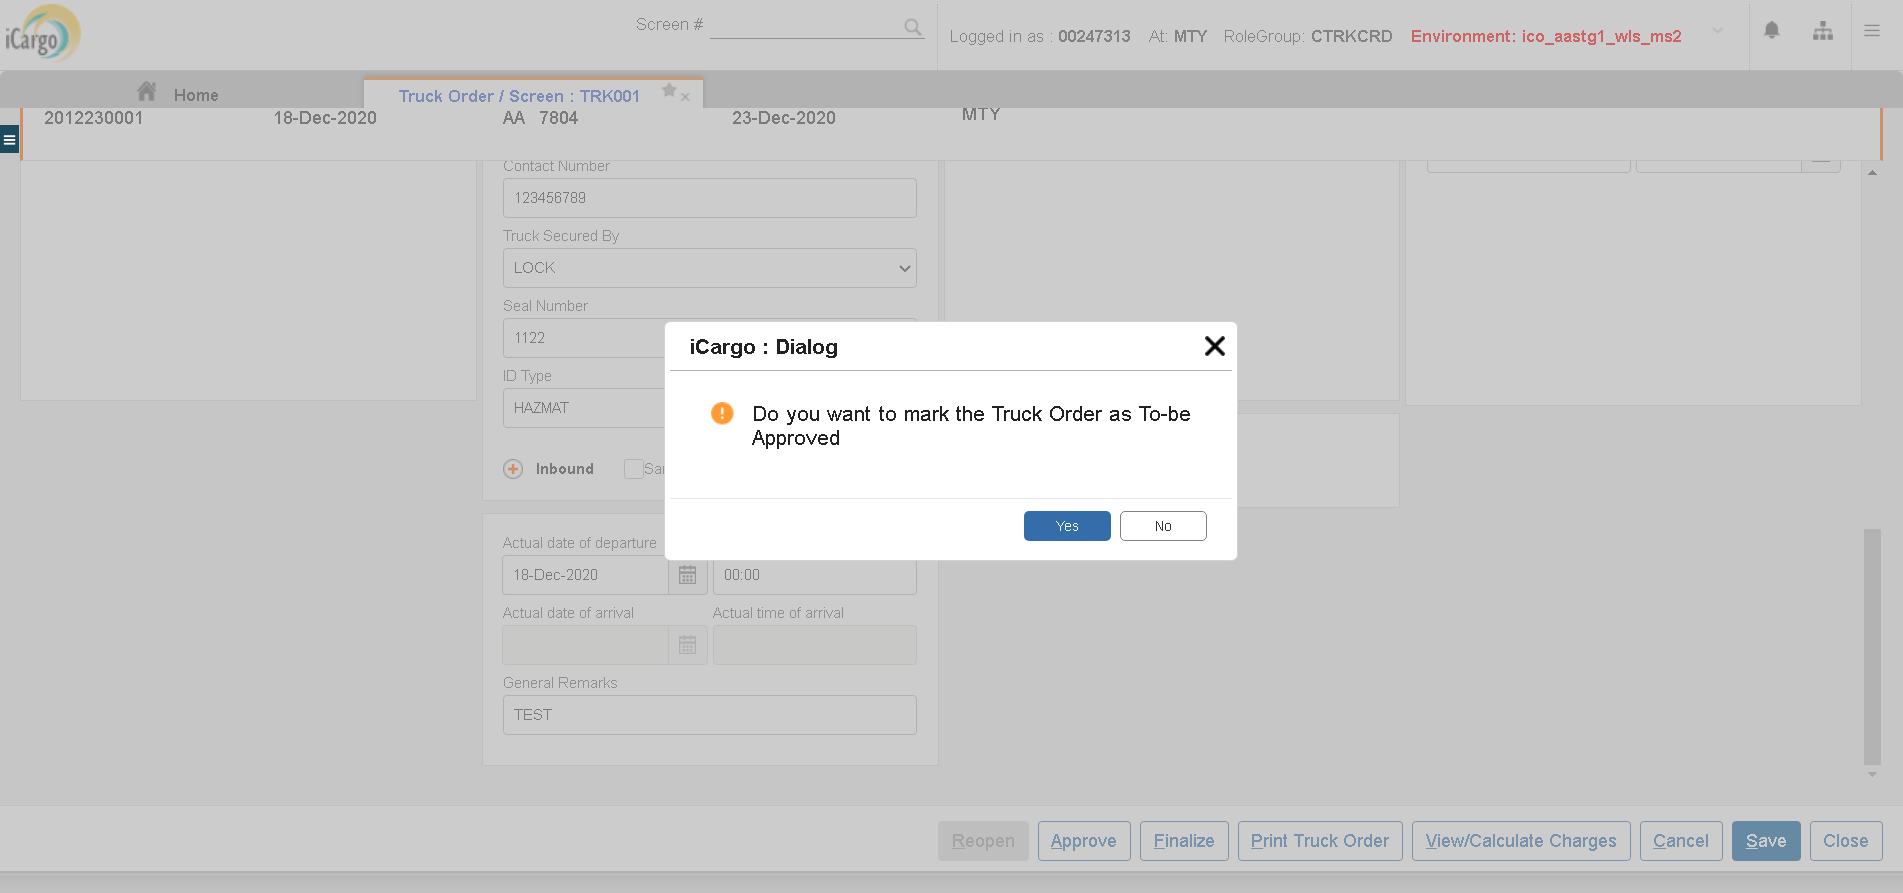 iCargo
Screen #
Logged in as : 00247313 At: MTY RoleGroup: CTRKCRD Environment: ico_aastg1_wls_ms2
Home
Truck Order / Screen : TRK001
2012230001 18-Dec-2020 AA 7804 23-Dec-2020 MTY
Contact Number
123456789
Truck Secured By
LOCK
Seal Number
1122
ID Type
HAZMAT
Inbound
iCargo : Dialog
Do you want to mark the Truck Order as To-be
Approved
Yes No
Actual date of departure
18-Dec-2020 00:00
Actual date of arrival Actual time of arrival
General Remarks
TEST
Reopen Approve Finalize Print Truck Order View/Calculate Charges Cancel Save Close